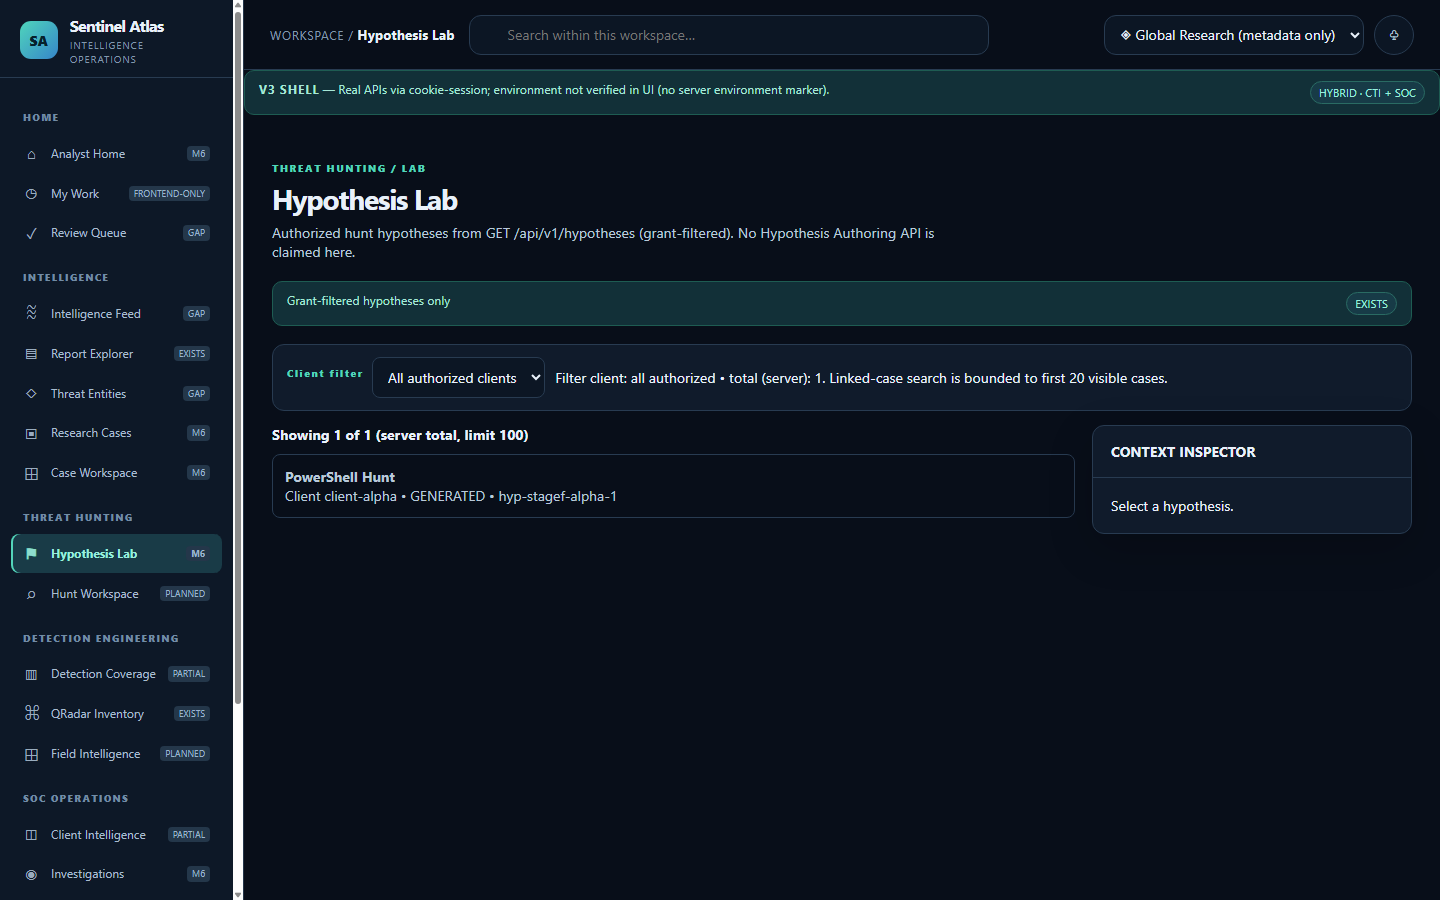 SA
Sentinel Atlas
INTELLIGENCE
OPERATIONS
HOME
Analyst Home M6
My Work FRONTEND-ONLY
Review Queue GAP
INTELLIGENCE
Intelligence Feed GAP
Report Explorer EXISTS
Threat Entities GAP
Research Cases M6
Case Workspace M6
THREAT HUNTING
Hypothesis Lab M6
Hunt Workspace PLANNED
DETECTION ENGINEERING
Detection Coverage PARTIAL
QRadar Inventory EXISTS
Field Intelligence PLANNED
SOC OPERATIONS
Client Intelligence PARTIAL
Investigations M6
WORKSPACE / Hypothesis Lab
Search within this workspace...
◈ Global Research (metadata only)
V3 SHELL — Real APIs via cookie-session; environment not verified in UI (no server environment marker).
HYBRID · CTI + SOC
THREAT HUNTING / LAB
Hypothesis Lab
Authorized hunt hypotheses from GET /api/v1/hypotheses (grant-filtered). No Hypothesis Authoring API is
claimed here.
Grant-filtered hypotheses only
EXISTS
Client filter All authorized clients Filter client: all authorized • total (server): 1. Linked-case search is bounded to first 20 visible cases.
Showing 1 of 1 (server total, limit 100)
PowerShell Hunt
Client client-alpha • GENERATED • hyp-stagef-alpha-1
CONTEXT INSPECTOR
Select a hypothesis.